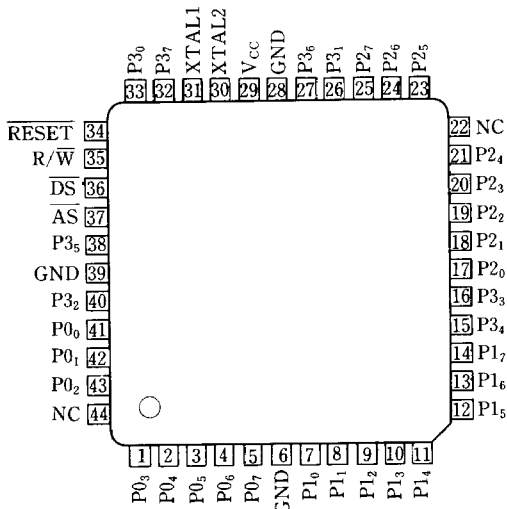 P3₀ P3₇ XTAL1 XTAL2 Vcc GND P3₆ P3₁ P2₇ P2₆ P2₅
33 32 31 30 29 28 27 26 25 24 23
R̅E̅S̅E̅T̅ 34
R/W̅ 35
D̅S̅ 36
A̅S̅ 37
P3₅ 38
GND 39
P3₂ 40
P0₀ 41
P0₁ 42
P0₂ 43
NC 44
22 NC
21 P2₄
20 P2₃
19 P2₂
18 P2₁
17 P2₀
16 P3₃
15 P3₄
14 P1₇
13 P1₆
12 P1₅
1 2 3 4 5 6 7 8 9 10 11
P0₃ P0₄ P0₅ P0₆ P0₇ GND P1₀ P1₁ P1₂ P1₃ P1₄